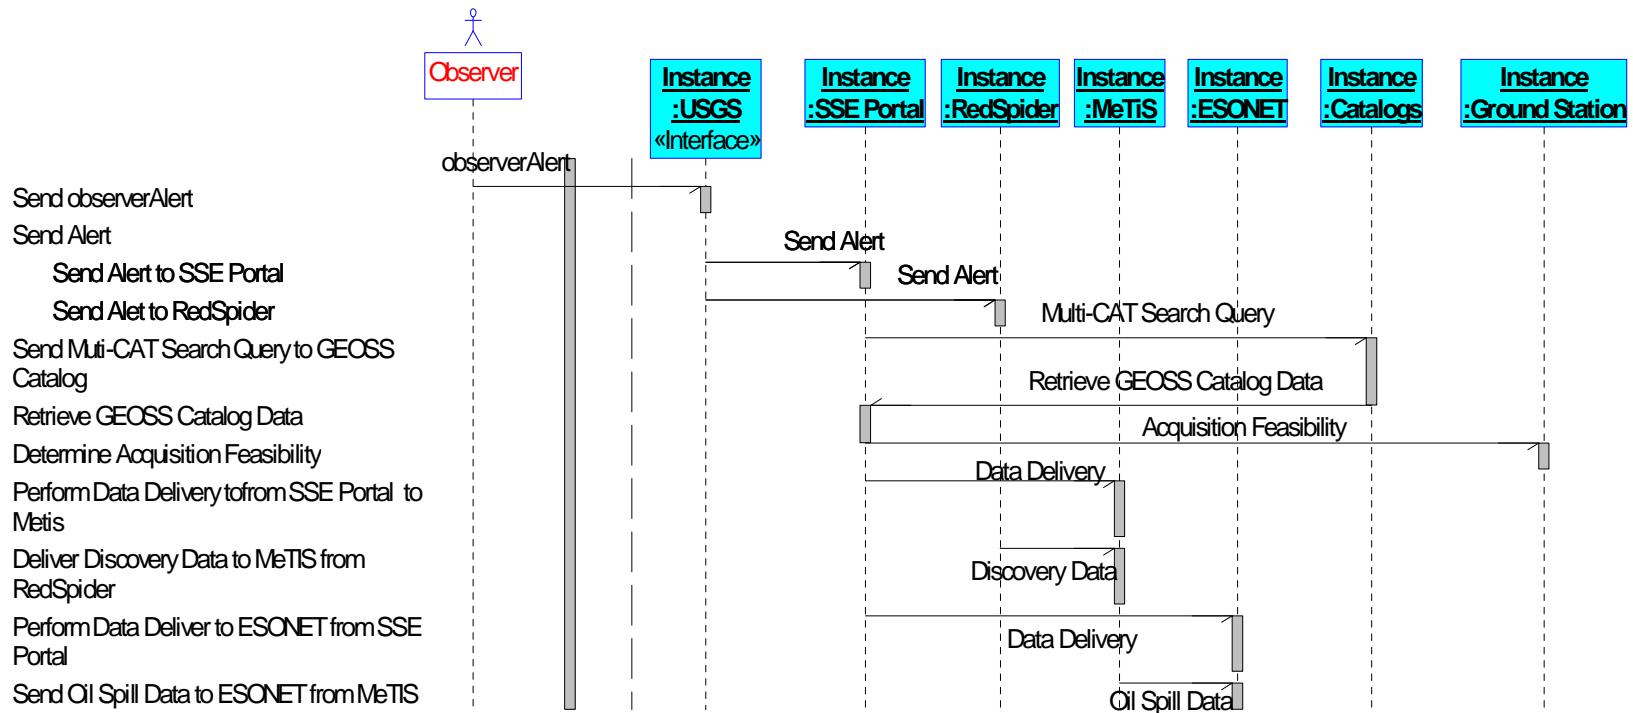 Observer
Instance
:USGS
«Interface»
Instance
:SSE Portal
Instance
:RedSpider
Instance
:MeTiS
Instance
:ESONET
Instance
:Catalogs
Instance
:Ground Station
observerAlert
Send observerAlert
Send Alert
Send Alert
Send Alert to SSE Portal
Send Alert
Send Alet to RedSpider
Multi-CAT Search Query
Send Muti-CAT Search Query to GEOSS
Catalog
Retrieve GEOSS Catalog Data
Retrieve GEOSS Catalog Data
Acquisition Feasibility
Determine Acquisition Feasibility
Data Delivery
Perform Data Delivery tofrom SSE Portal to
Metis
Deliver Discovery Data to MeTIS from
RedSpider
Discovery Data
Perform Data Deliver to ESONET from SSE
Portal
Data Delivery
Send Oil Spill Data to ESONET from MeTIS
Oil Spill Data